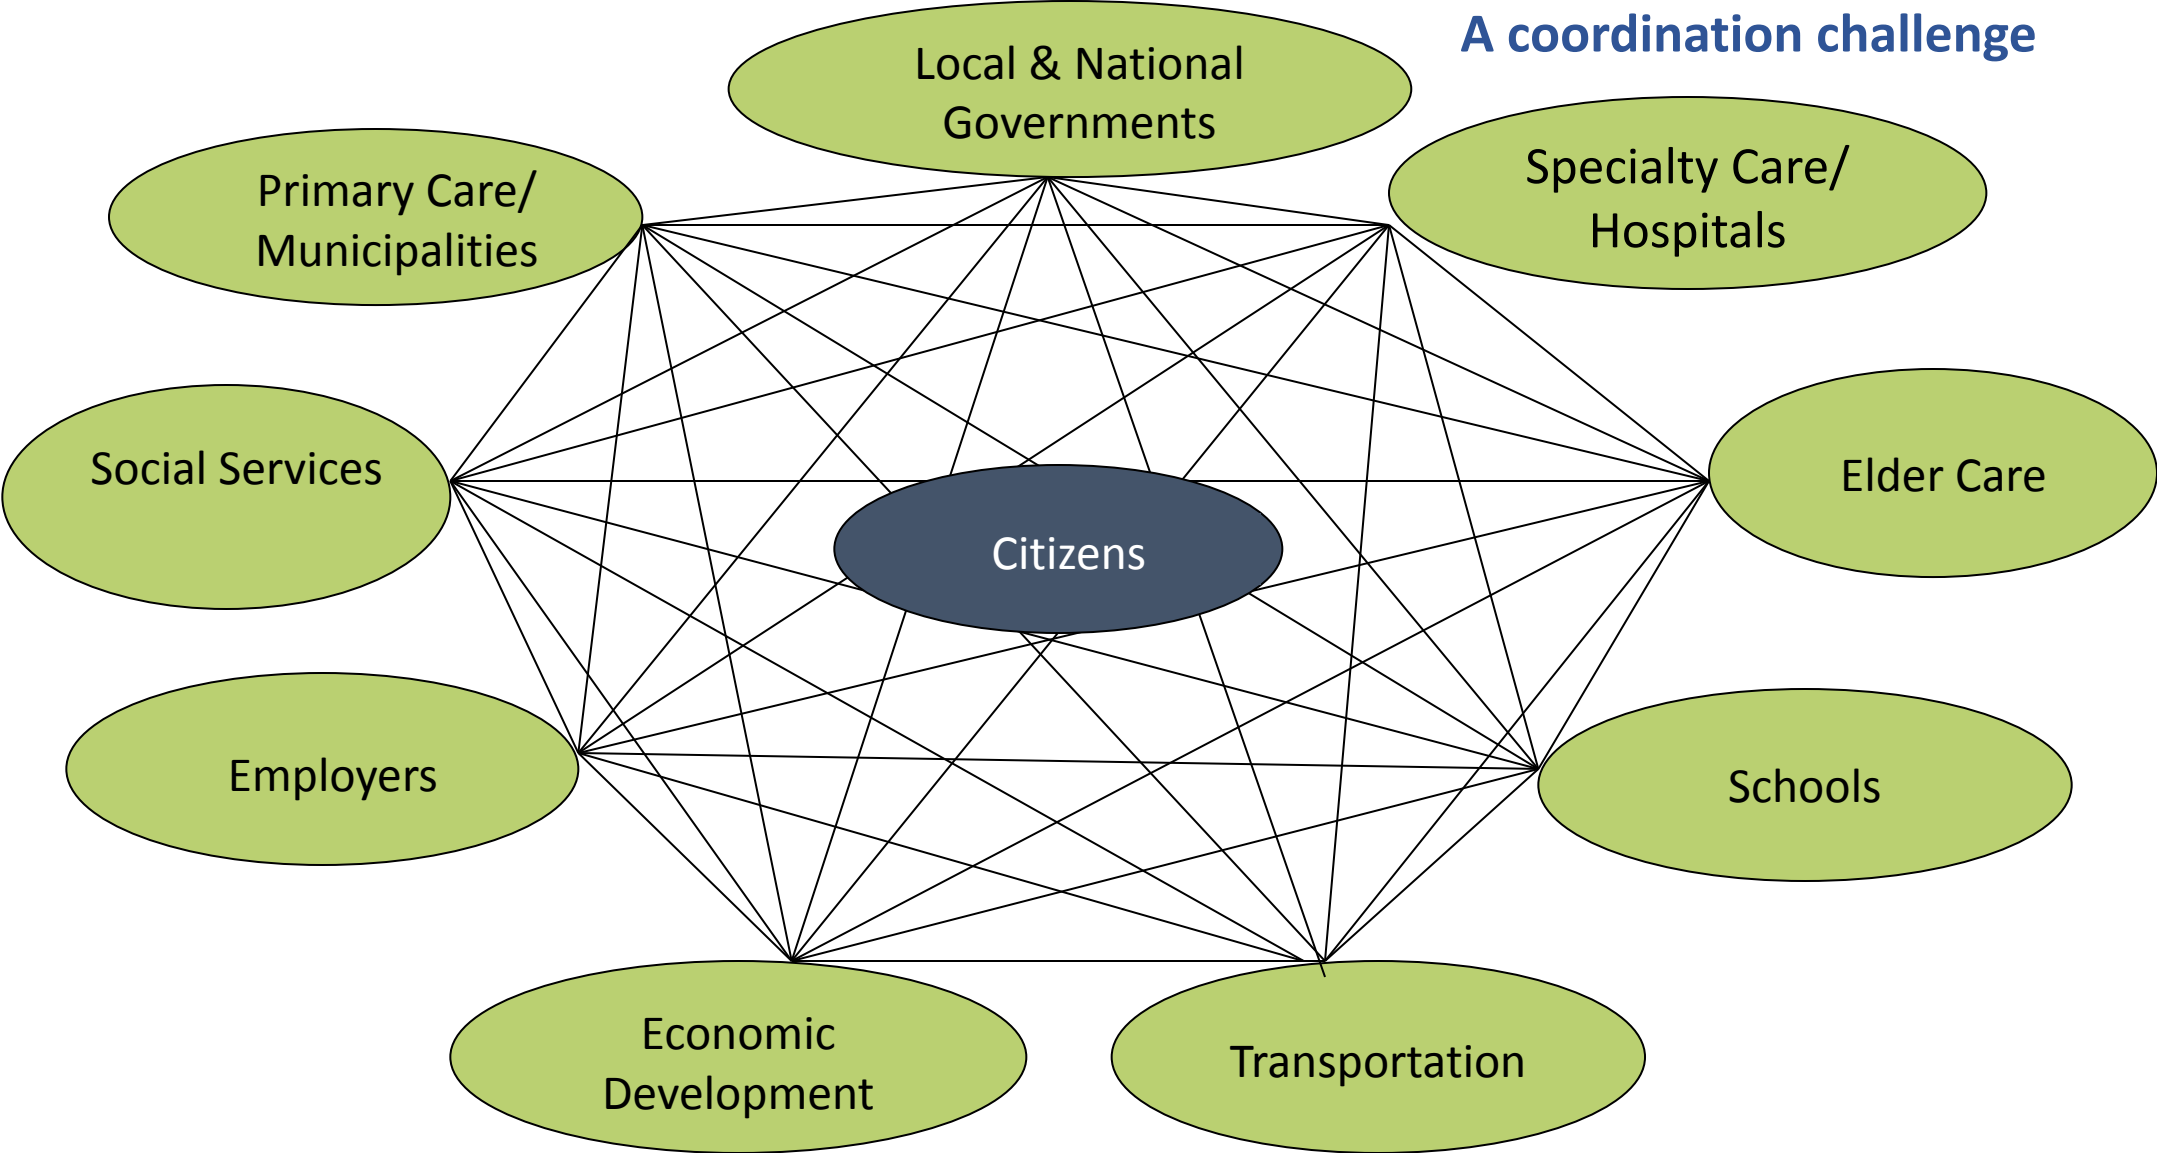 A coordination challenge
Local & National
Governments
Primary Care/
Municipalities
Specialty Care/
Hospitals
Social Services
Elder Care
Citizens
Employers
Schools
Economic
Development
Transportation